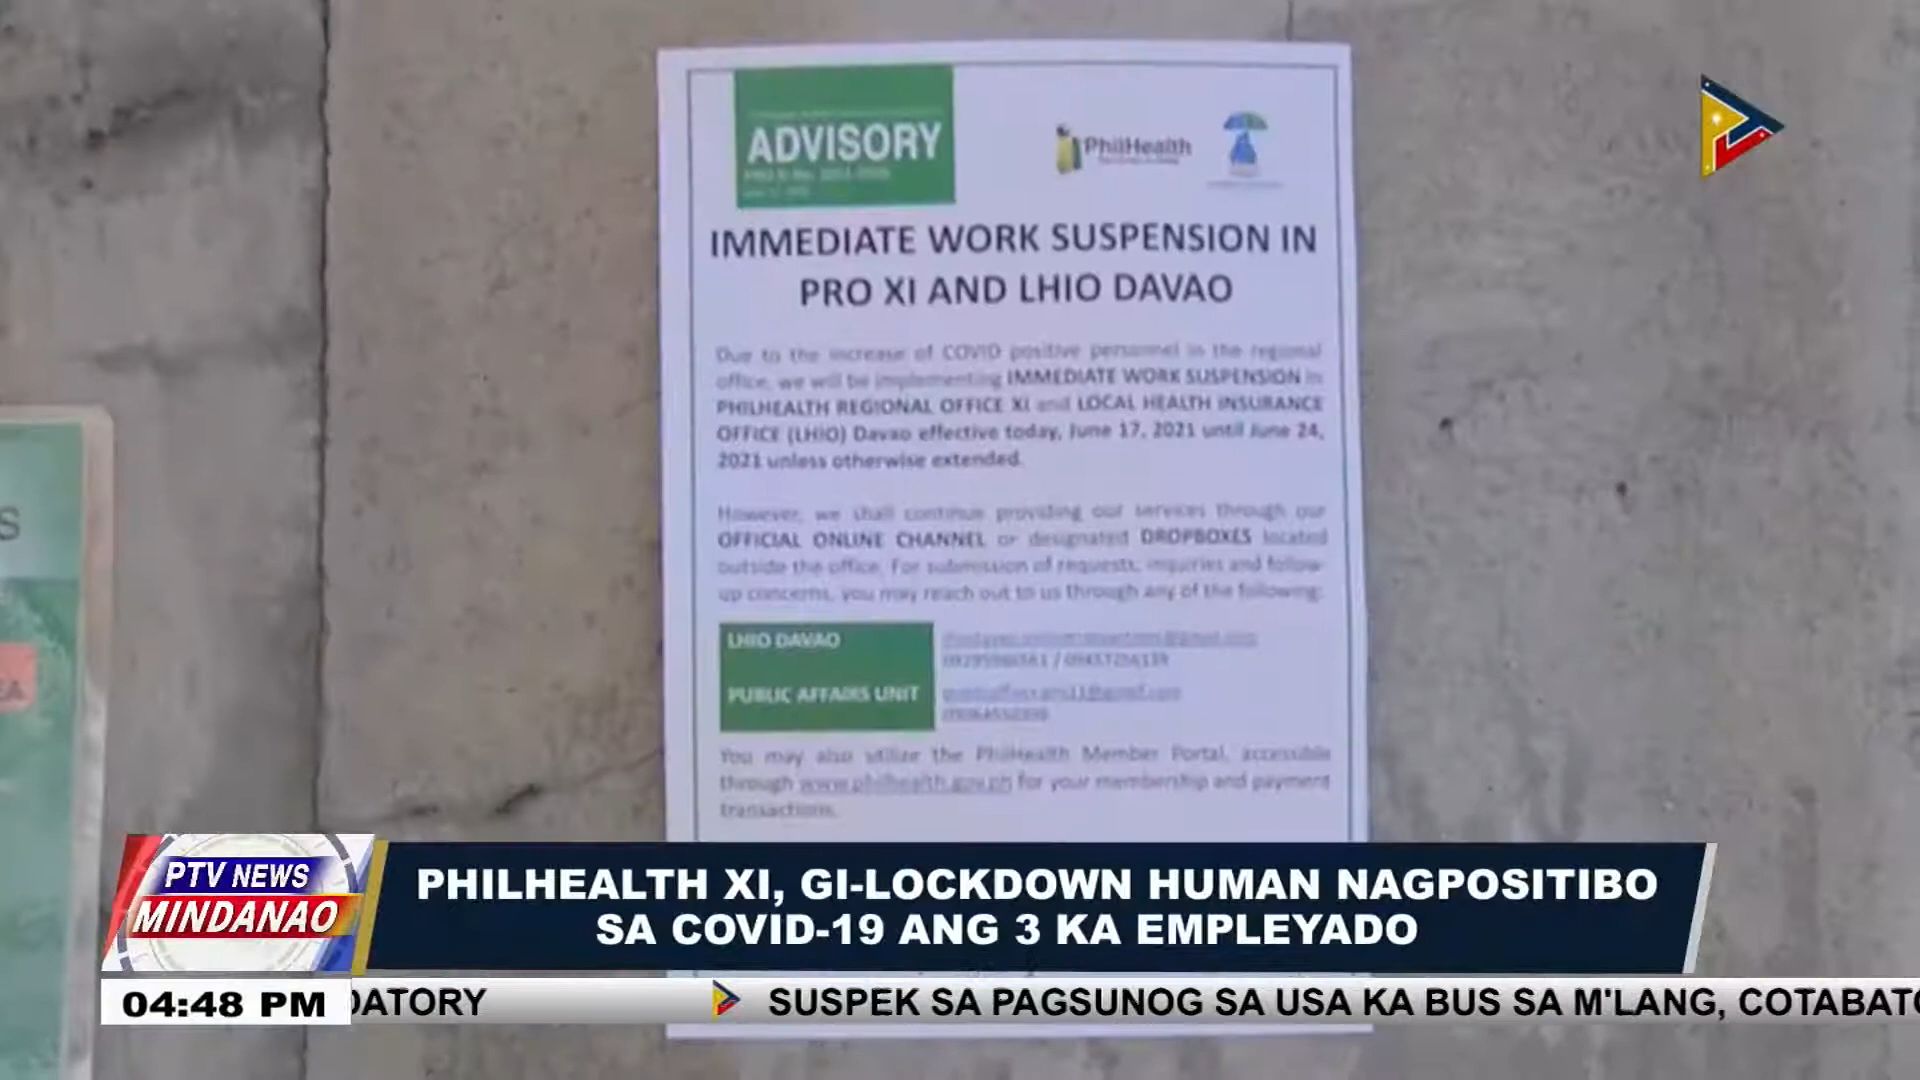 ADVISORY
PhilHealth
IMMEDIATE WORK SUSPENSION IN
PRO XI AND LHIO DAVAO
Due to the increase of COVID positive personnel in the regional
office, we will be implementing IMMEDIATE WORK SUSPENSION in
PHILHEALTH REGIONAL OFFICE XI and LOCAL HEALTH INSURANCE
OFFICE (LHIO) Davao effective today, June 17, 2021 until June 24,
2021 unless otherwise extended.
However, we shall continue providing our services through our
OFFICIAL ONLINE CHANNEL or designated DROPBOXES located
outside the office. For submission of requests, inquiries and follow-
up concerns, you may reach out to us through any of the following:
LHIO DAVAO
PUBLIC AFFAIRS UNIT
You may also utilize the PhilHealth Member Portal, accessible
through www.philhealth.gov.ph for your membership and payment
transactions.
S
EA
PTV NEWS
MINDANAO
PHILHEALTH XI, GI-LOCKDOWN HUMAN NAGPOSITIBO
SA COVID-19 ANG 3 KA EMPLEYADO
04:48 PM DATORY SUSPEK SA PAGSUNOG SA USA KA BUS SA M'LANG, COTABATO